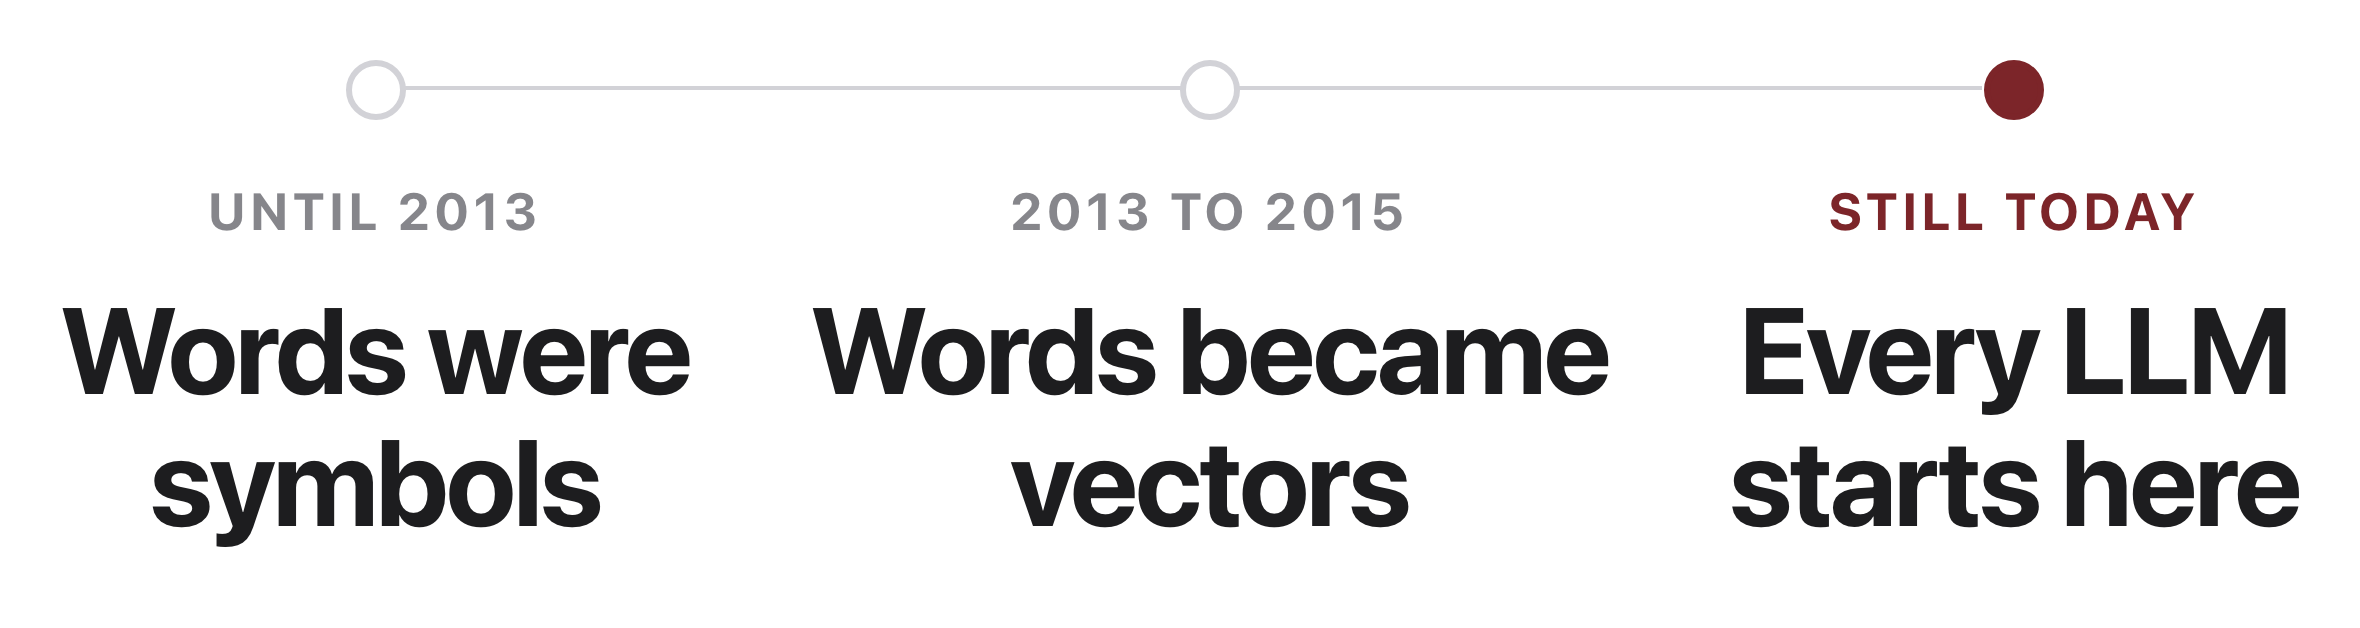 UNTIL 2013
Words were
symbols
2013 TO 2015
Words became
vectors
STILL TODAY
Every LLM
starts here